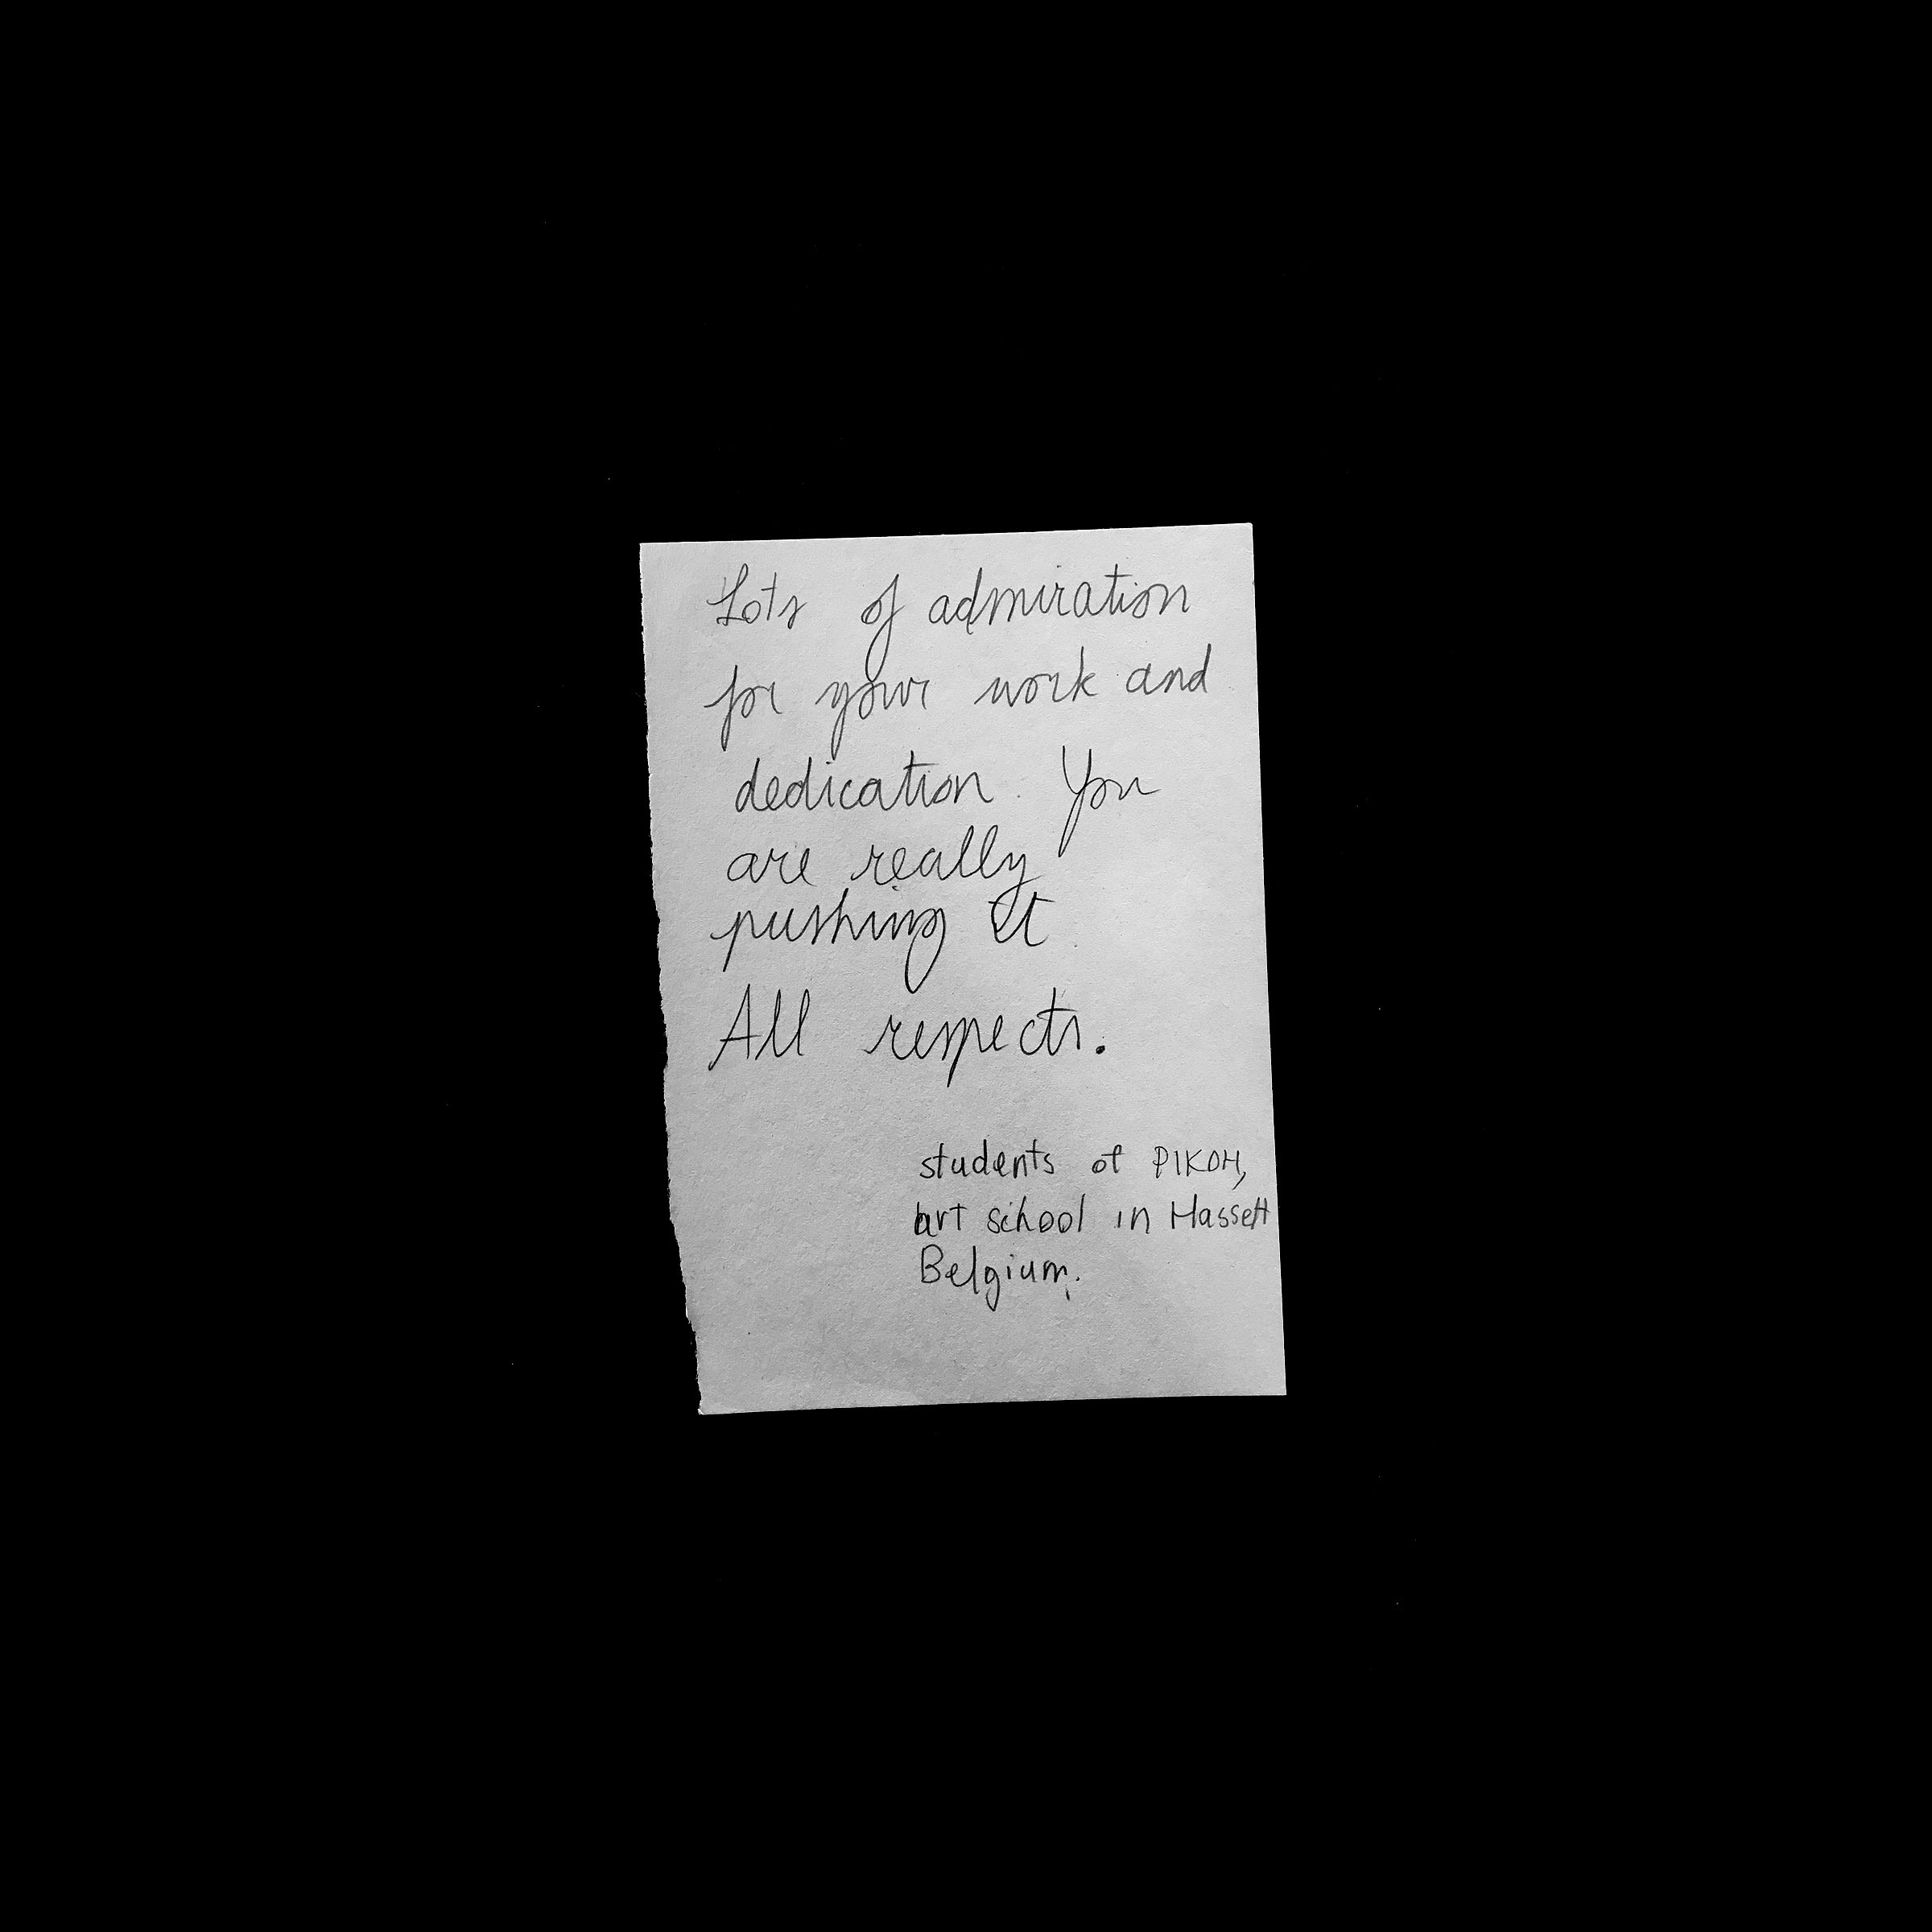 Lots of admiration
for your work and
dedication. You
are really
pushing it
All respects.
students of PIKOH,
art school in Hasselt
Belgium.